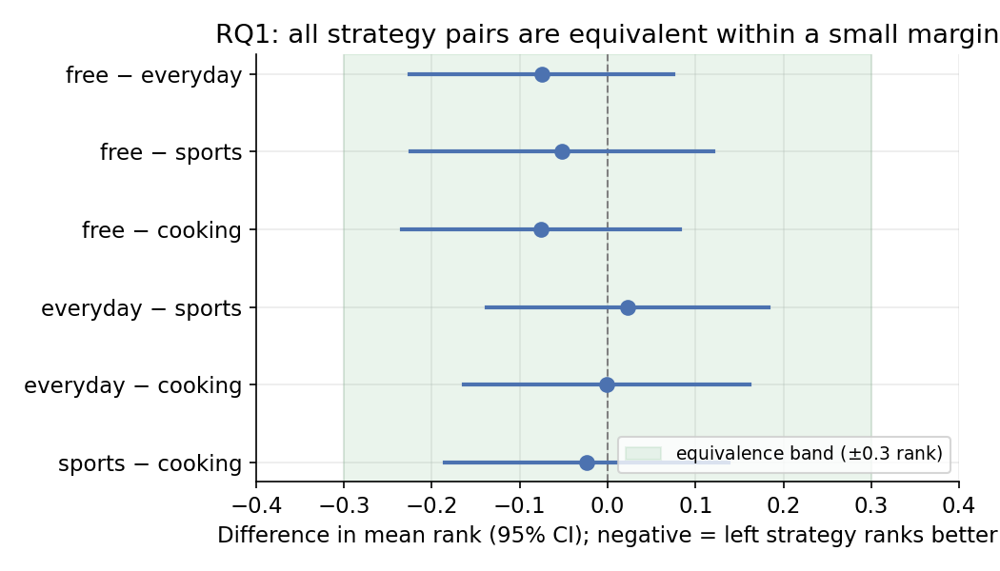 RQ1: all strategy pairs are equivalent within a small margin
free − everyday
free − sports
free − cooking
everyday − sports
everyday − cooking
sports − cooking
equivalence band (±0.3 rank)
−0.4 −0.3 −0.2 −0.1 0.0 0.1 0.2 0.3 0.4
Difference in mean rank (95% CI); negative = left strategy ranks better